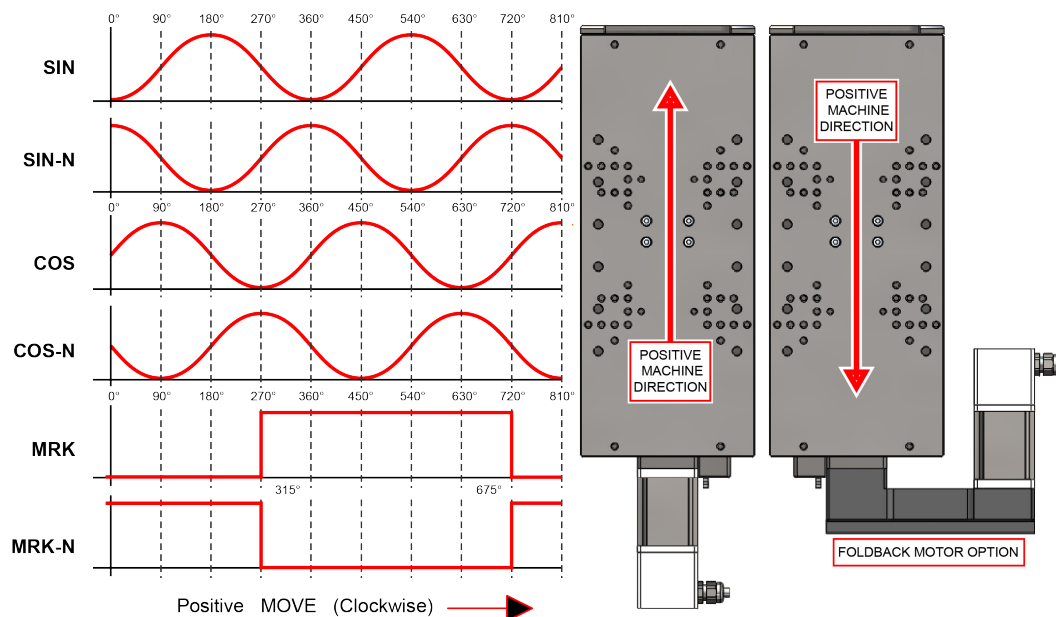 0° 90° 180° 270° 360° 450° 540° 630° 720° 810°
SIN
SIN-N
0° 90° 180° 270° 360° 450° 540° 630° 720° 810°
COS
COS-N
0° 90° 180° 270° 360° 450° 540° 630° 720° 810°
MRK
315° 675°
MRK-N
Positive MOVE (Clockwise)
POSITIVE
MACHINE
DIRECTION
POSITIVE
MACHINE
DIRECTION
FOLDBACK MOTOR OPTION